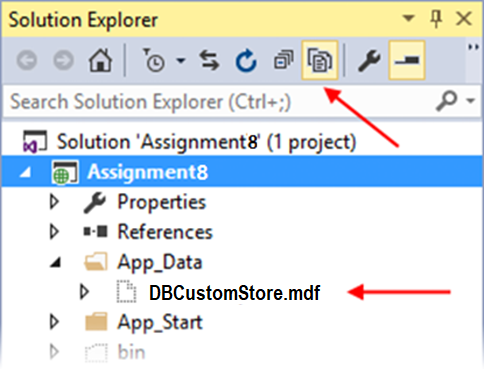 Solution Explorer
Search Solution Explorer (Ctrl+;)
Solution 'Assignment8' (1 project)
Assignment8
Properties
References
App_Data
DBCustomStore.mdf
App_Start
bin